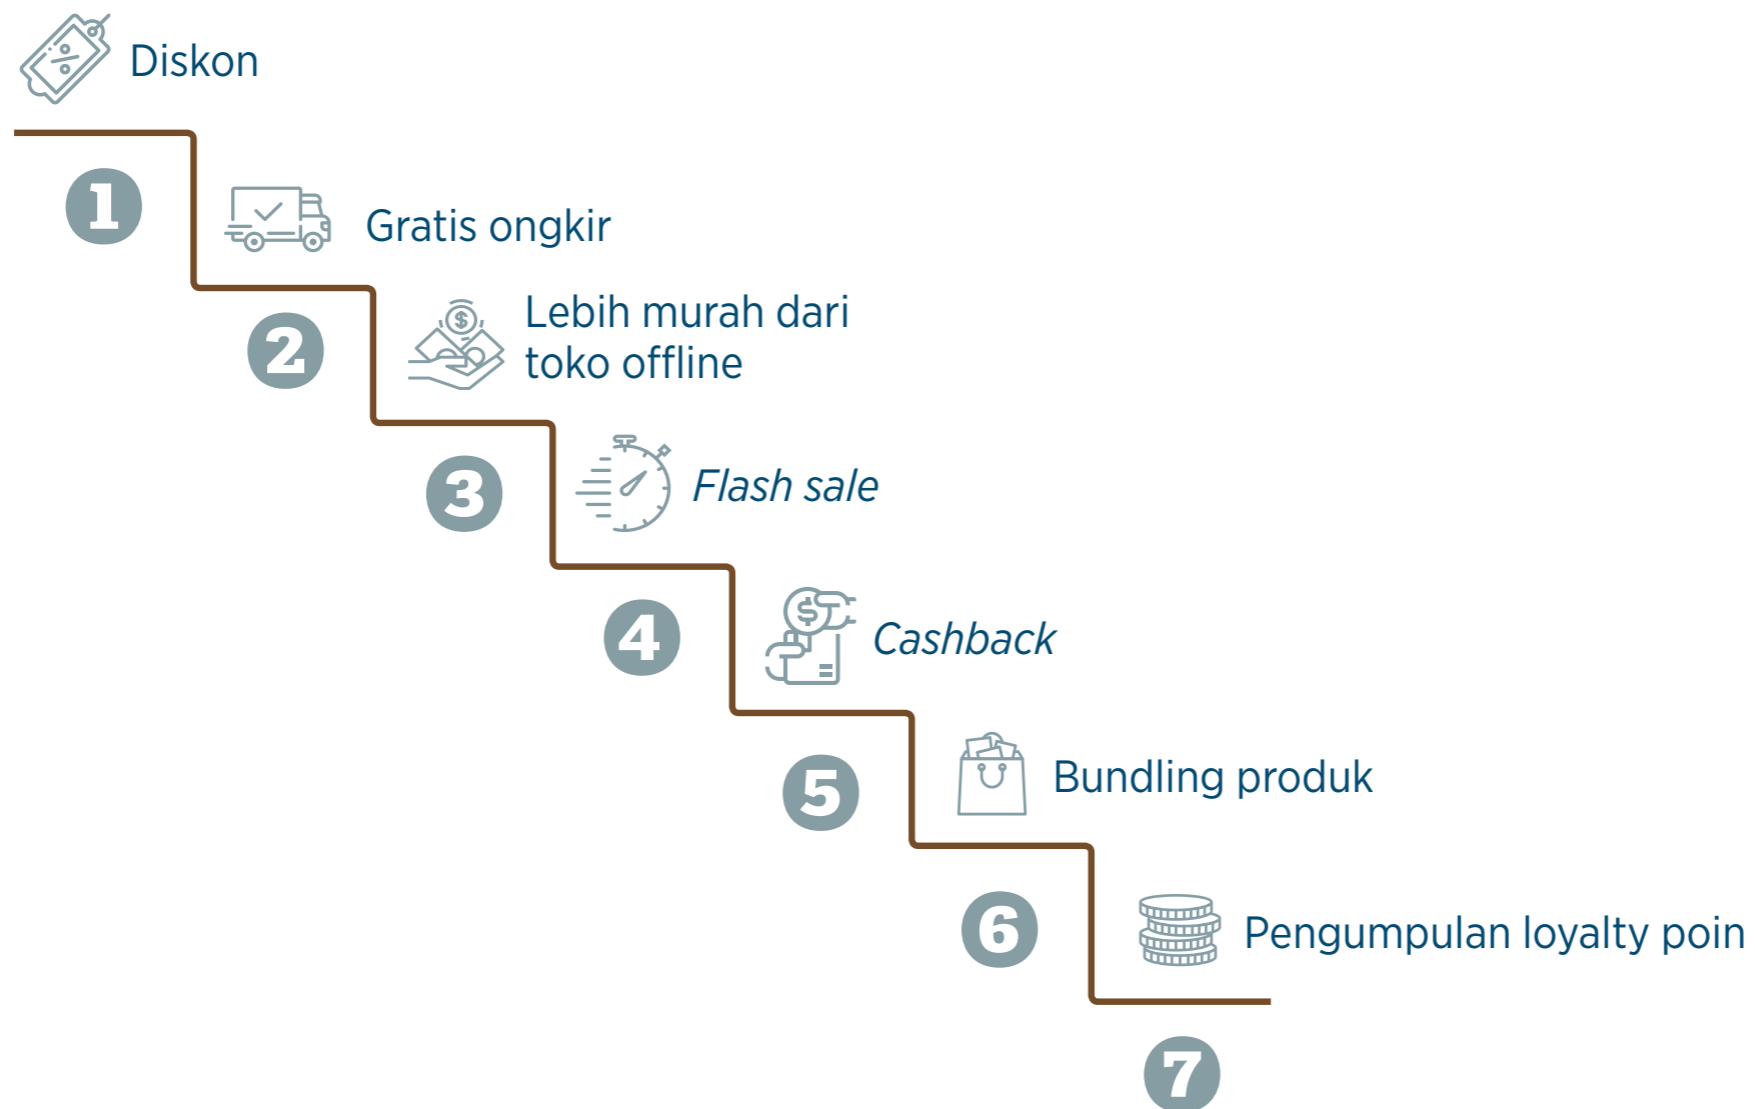 Diskon
1
Gratis ongkir
2
Lebih murah dari
toko offline
3
Flash sale
4
Cashback
5
Bundling produk
6
Pengumpulan loyalty poin
7